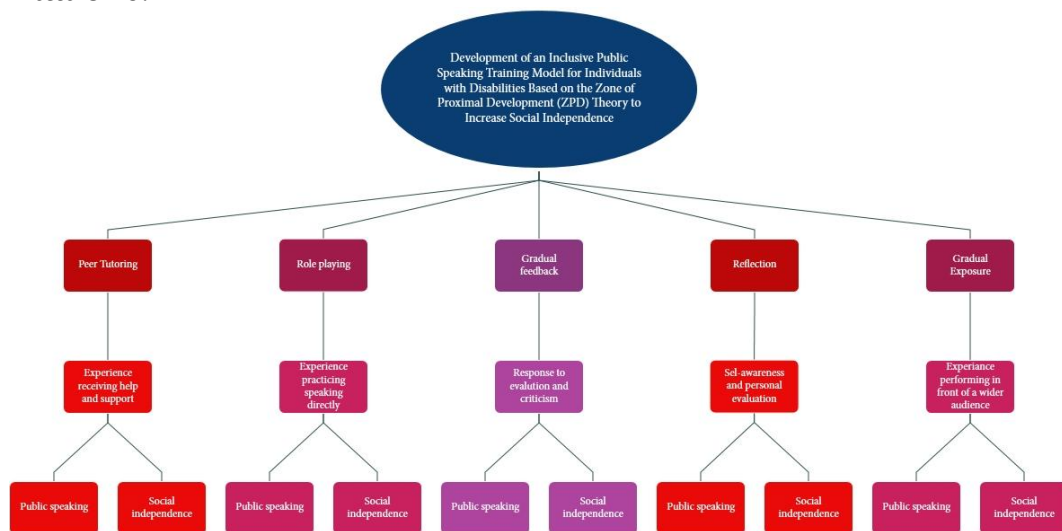 Development of an Inclusive Public
Speaking Training Model for Individuals
with Disabilities Based on the Zone of
Proximal Development (ZPD) Theory to
Increase Social Independence
Peer Tutoring
Role playing
Gradual
feedback
Reflection
Gradual
Exposure
Experience
receiving help
and support
Experience
practicing
speaking
directly
Response to
evalution and
criticism
Sel-awareness
and personal
evaluation
Experiance
performing in
front of a wider
audience
Public speaking
Social
independence
Public speaking
Social
independence
Public speaking
Social
independence
Public speaking
Social
independence
Public speaking
Social
independence